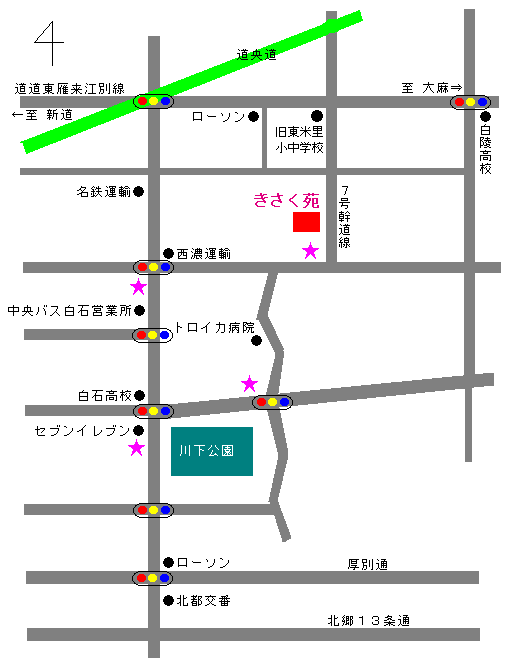 道央道
道道東雁来江別線
至 大麻→
←至 新道
ローソン
旧東米里
小中学校
白陵高校
名鉄運輸
きさく苑
7号幹道線
西濃運輸
中央バス白石営業所
トロイカ病院
白石高校
セブンイレブン
川下公園
ローソン
厚別通
北都交番
北郷13条通